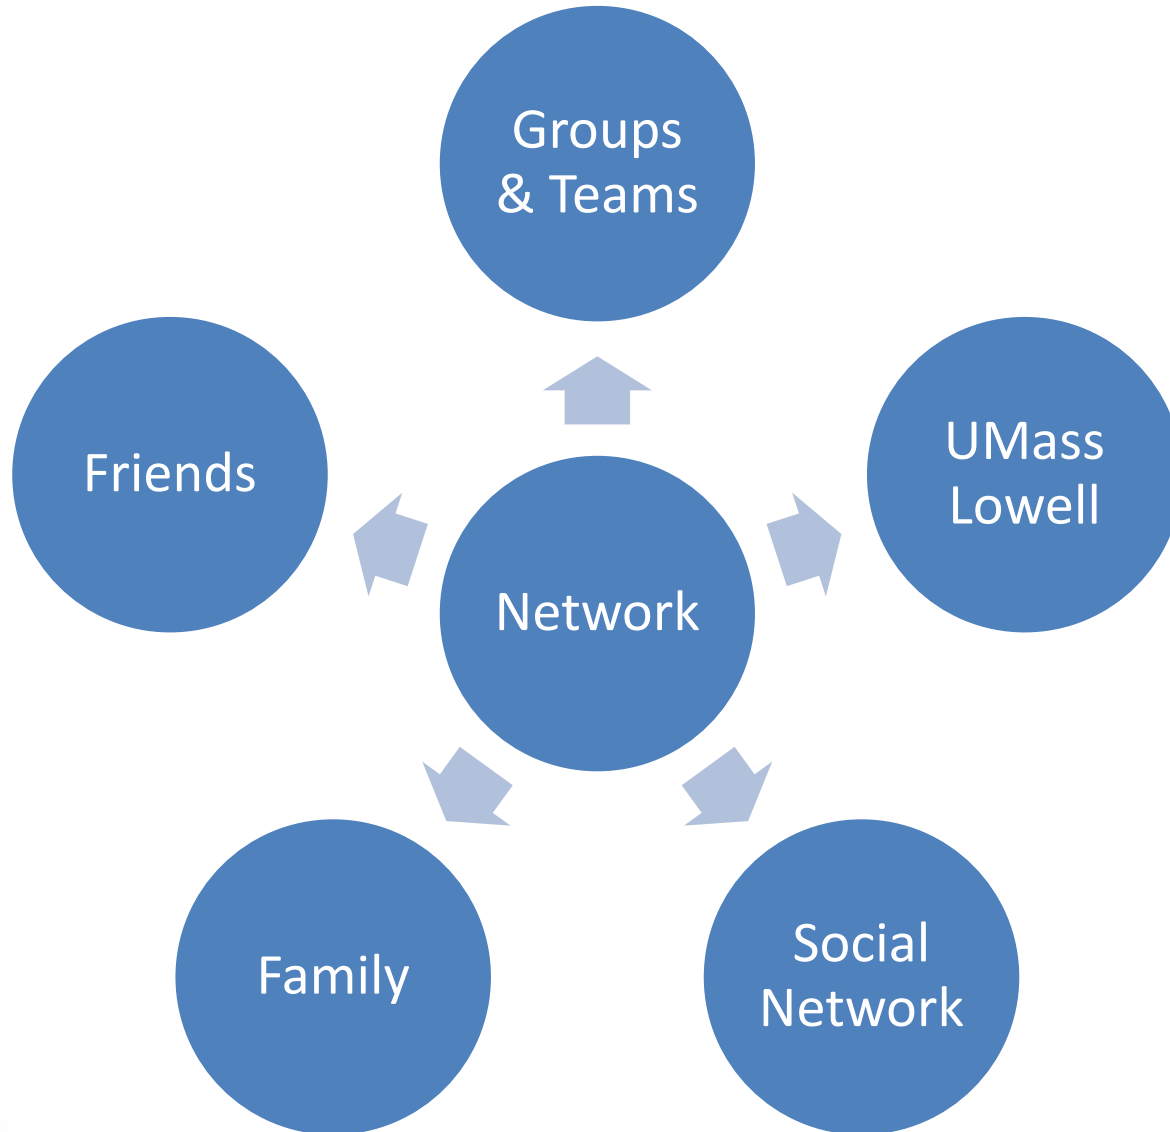 Groups
& Teams
UMass
Lowell
Friends
Network
Family
Social
Network